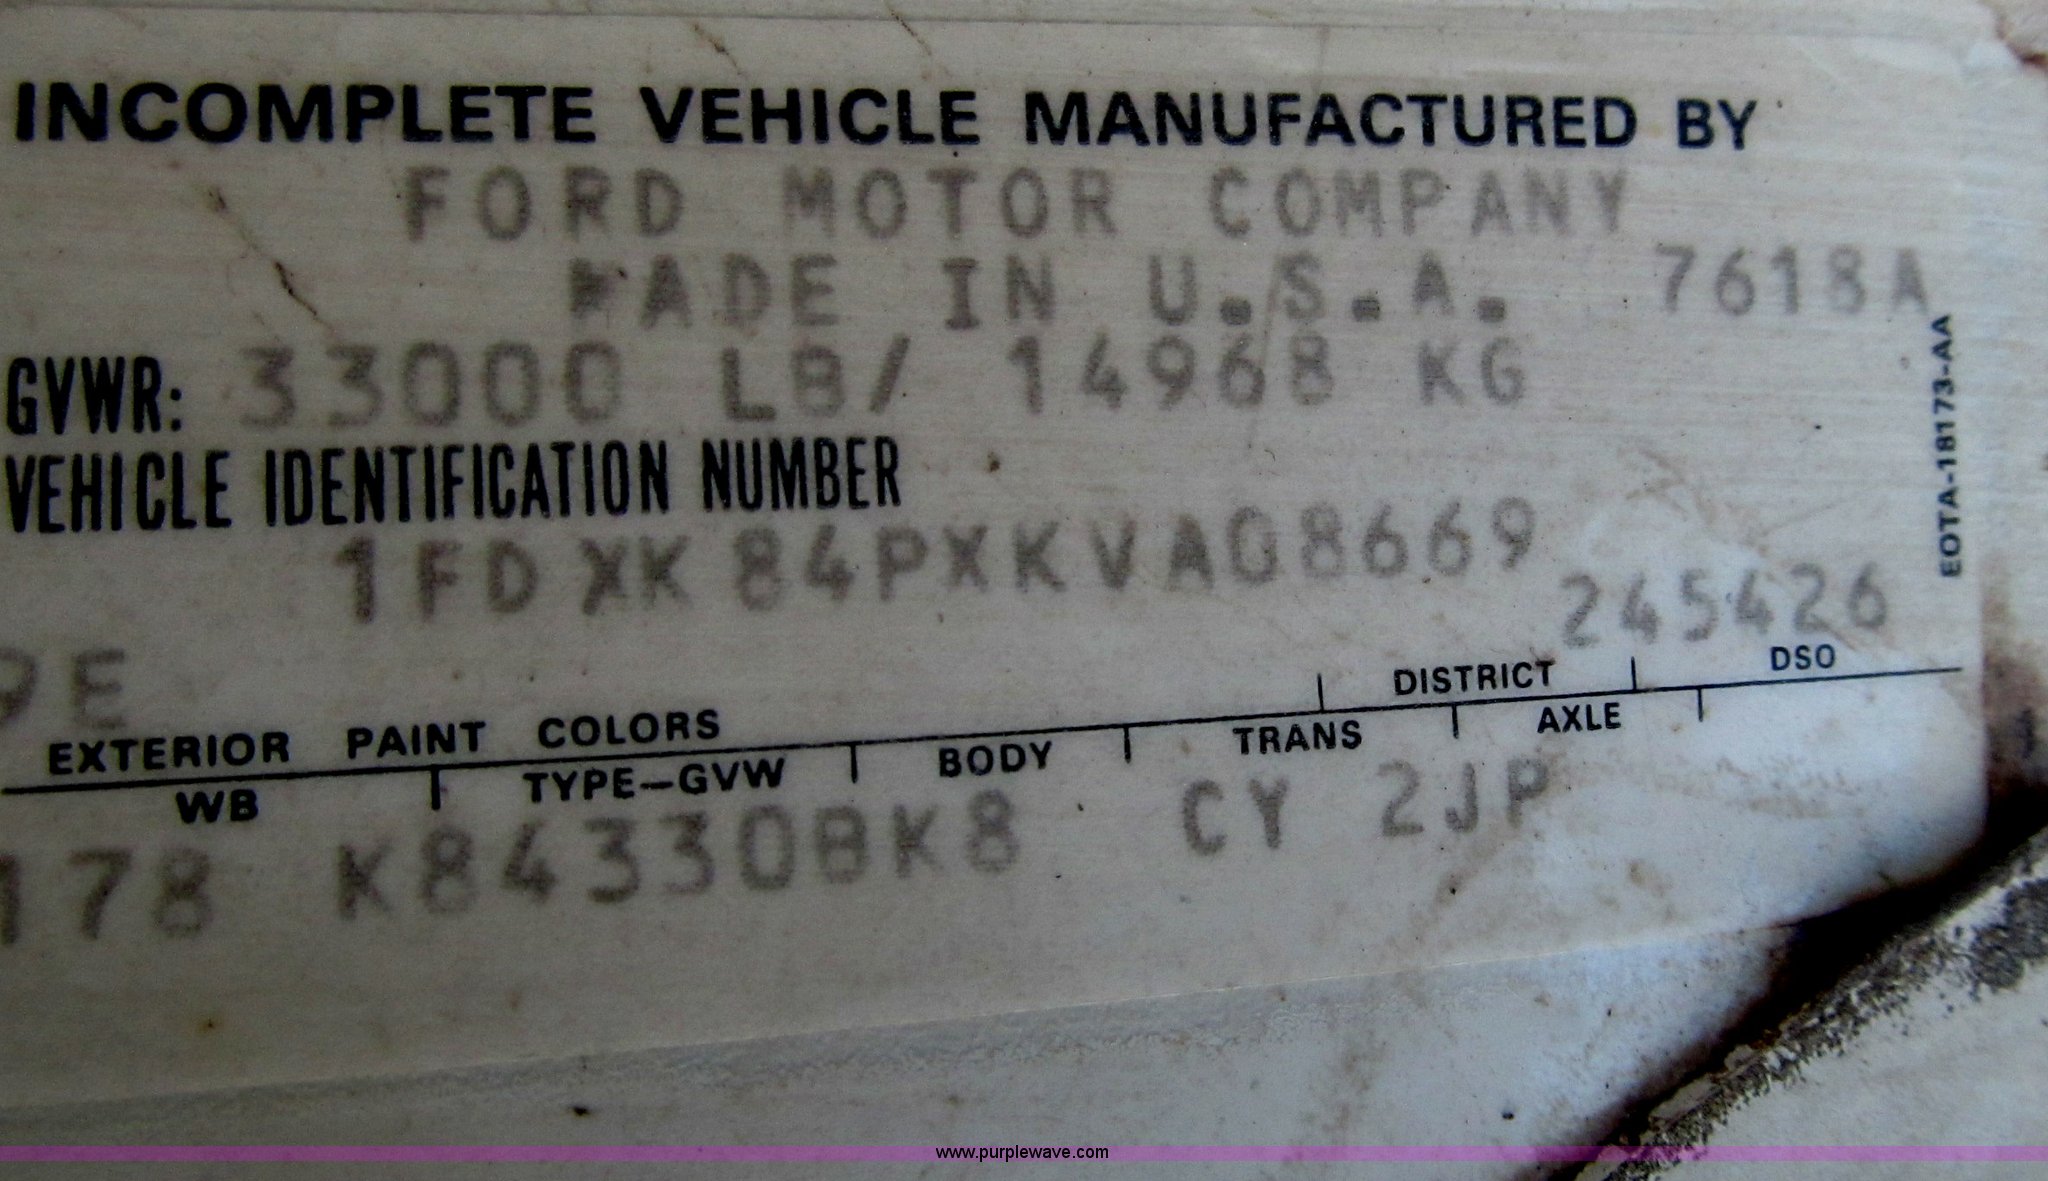 INCOMPLETE VEHICLE MANUFACTURED BY
FORD MOTOR COMPANY
MADE IN U.S.A. 7618A
GVWR: 33000 LB/ 14968 KG
VEHICLE IDENTIFICATION NUMBER
1FDXK84PXKVA08669
EOTA-18173-AA
245426
9E
DISTRICT DSO
EXTERIOR PAINT COLORS
WB TYPE-GVW BODY TRANS AXLE
178 K84330BK8 CY 2JP
www.purplewave.com